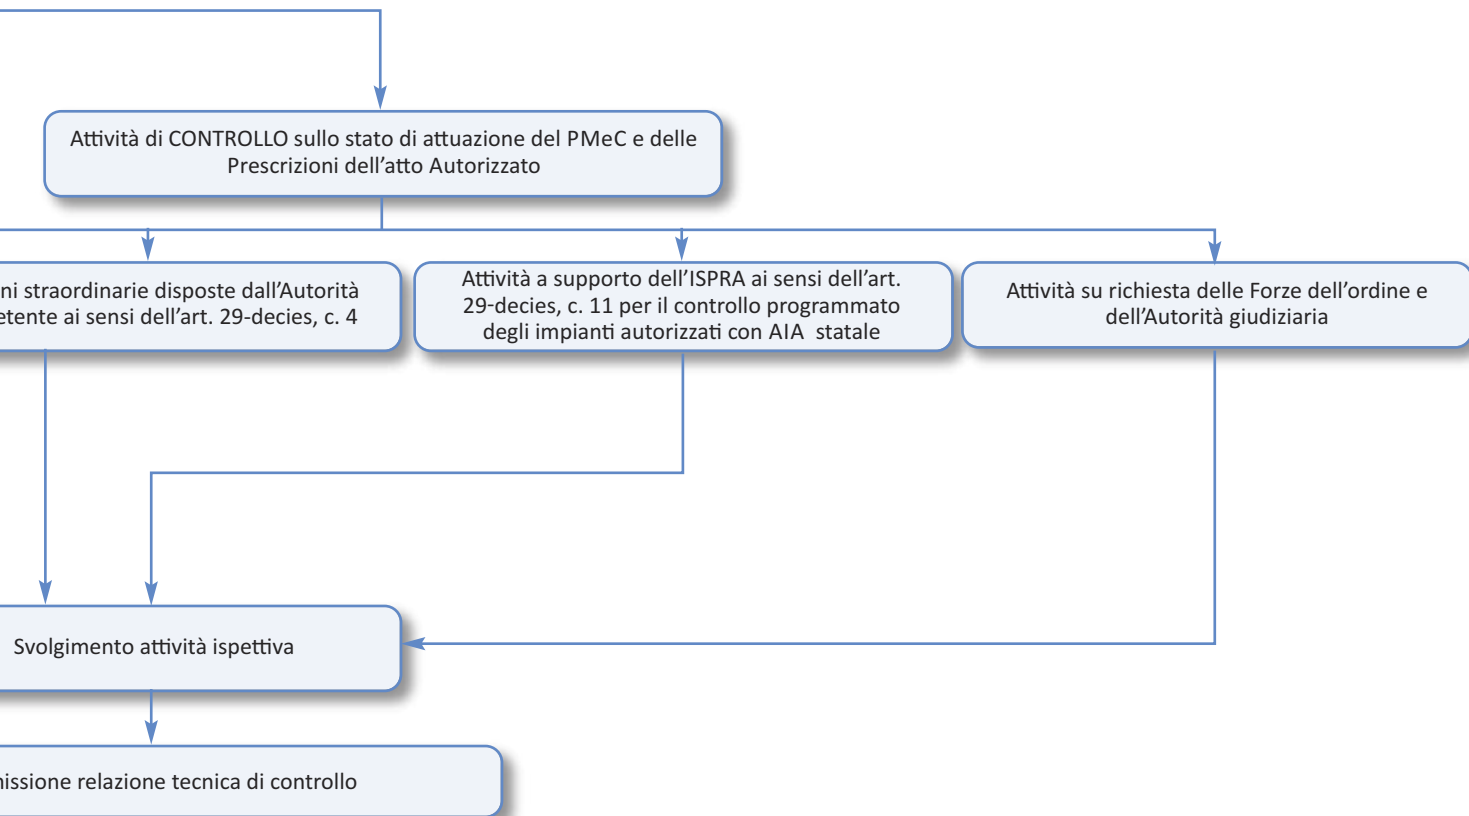 Attività di CONTROLLO sullo stato di attuazione del PMeC e delle
Prescrizioni dell’atto Autorizzato
straordinarie disposte dall’Autorità
ai sensi dell’art. 29-decies, c. 4
Attività a supporto dell’ISPRA ai sensi dell’art.
29-decies, c. 11 per il controllo programmato
degli impianti autorizzati con AIA statale
Attività su richiesta delle Forze dell’ordine e
dell’Autorità giudiziaria
Svolgimento attività ispettiva
relazione tecnica di controllo